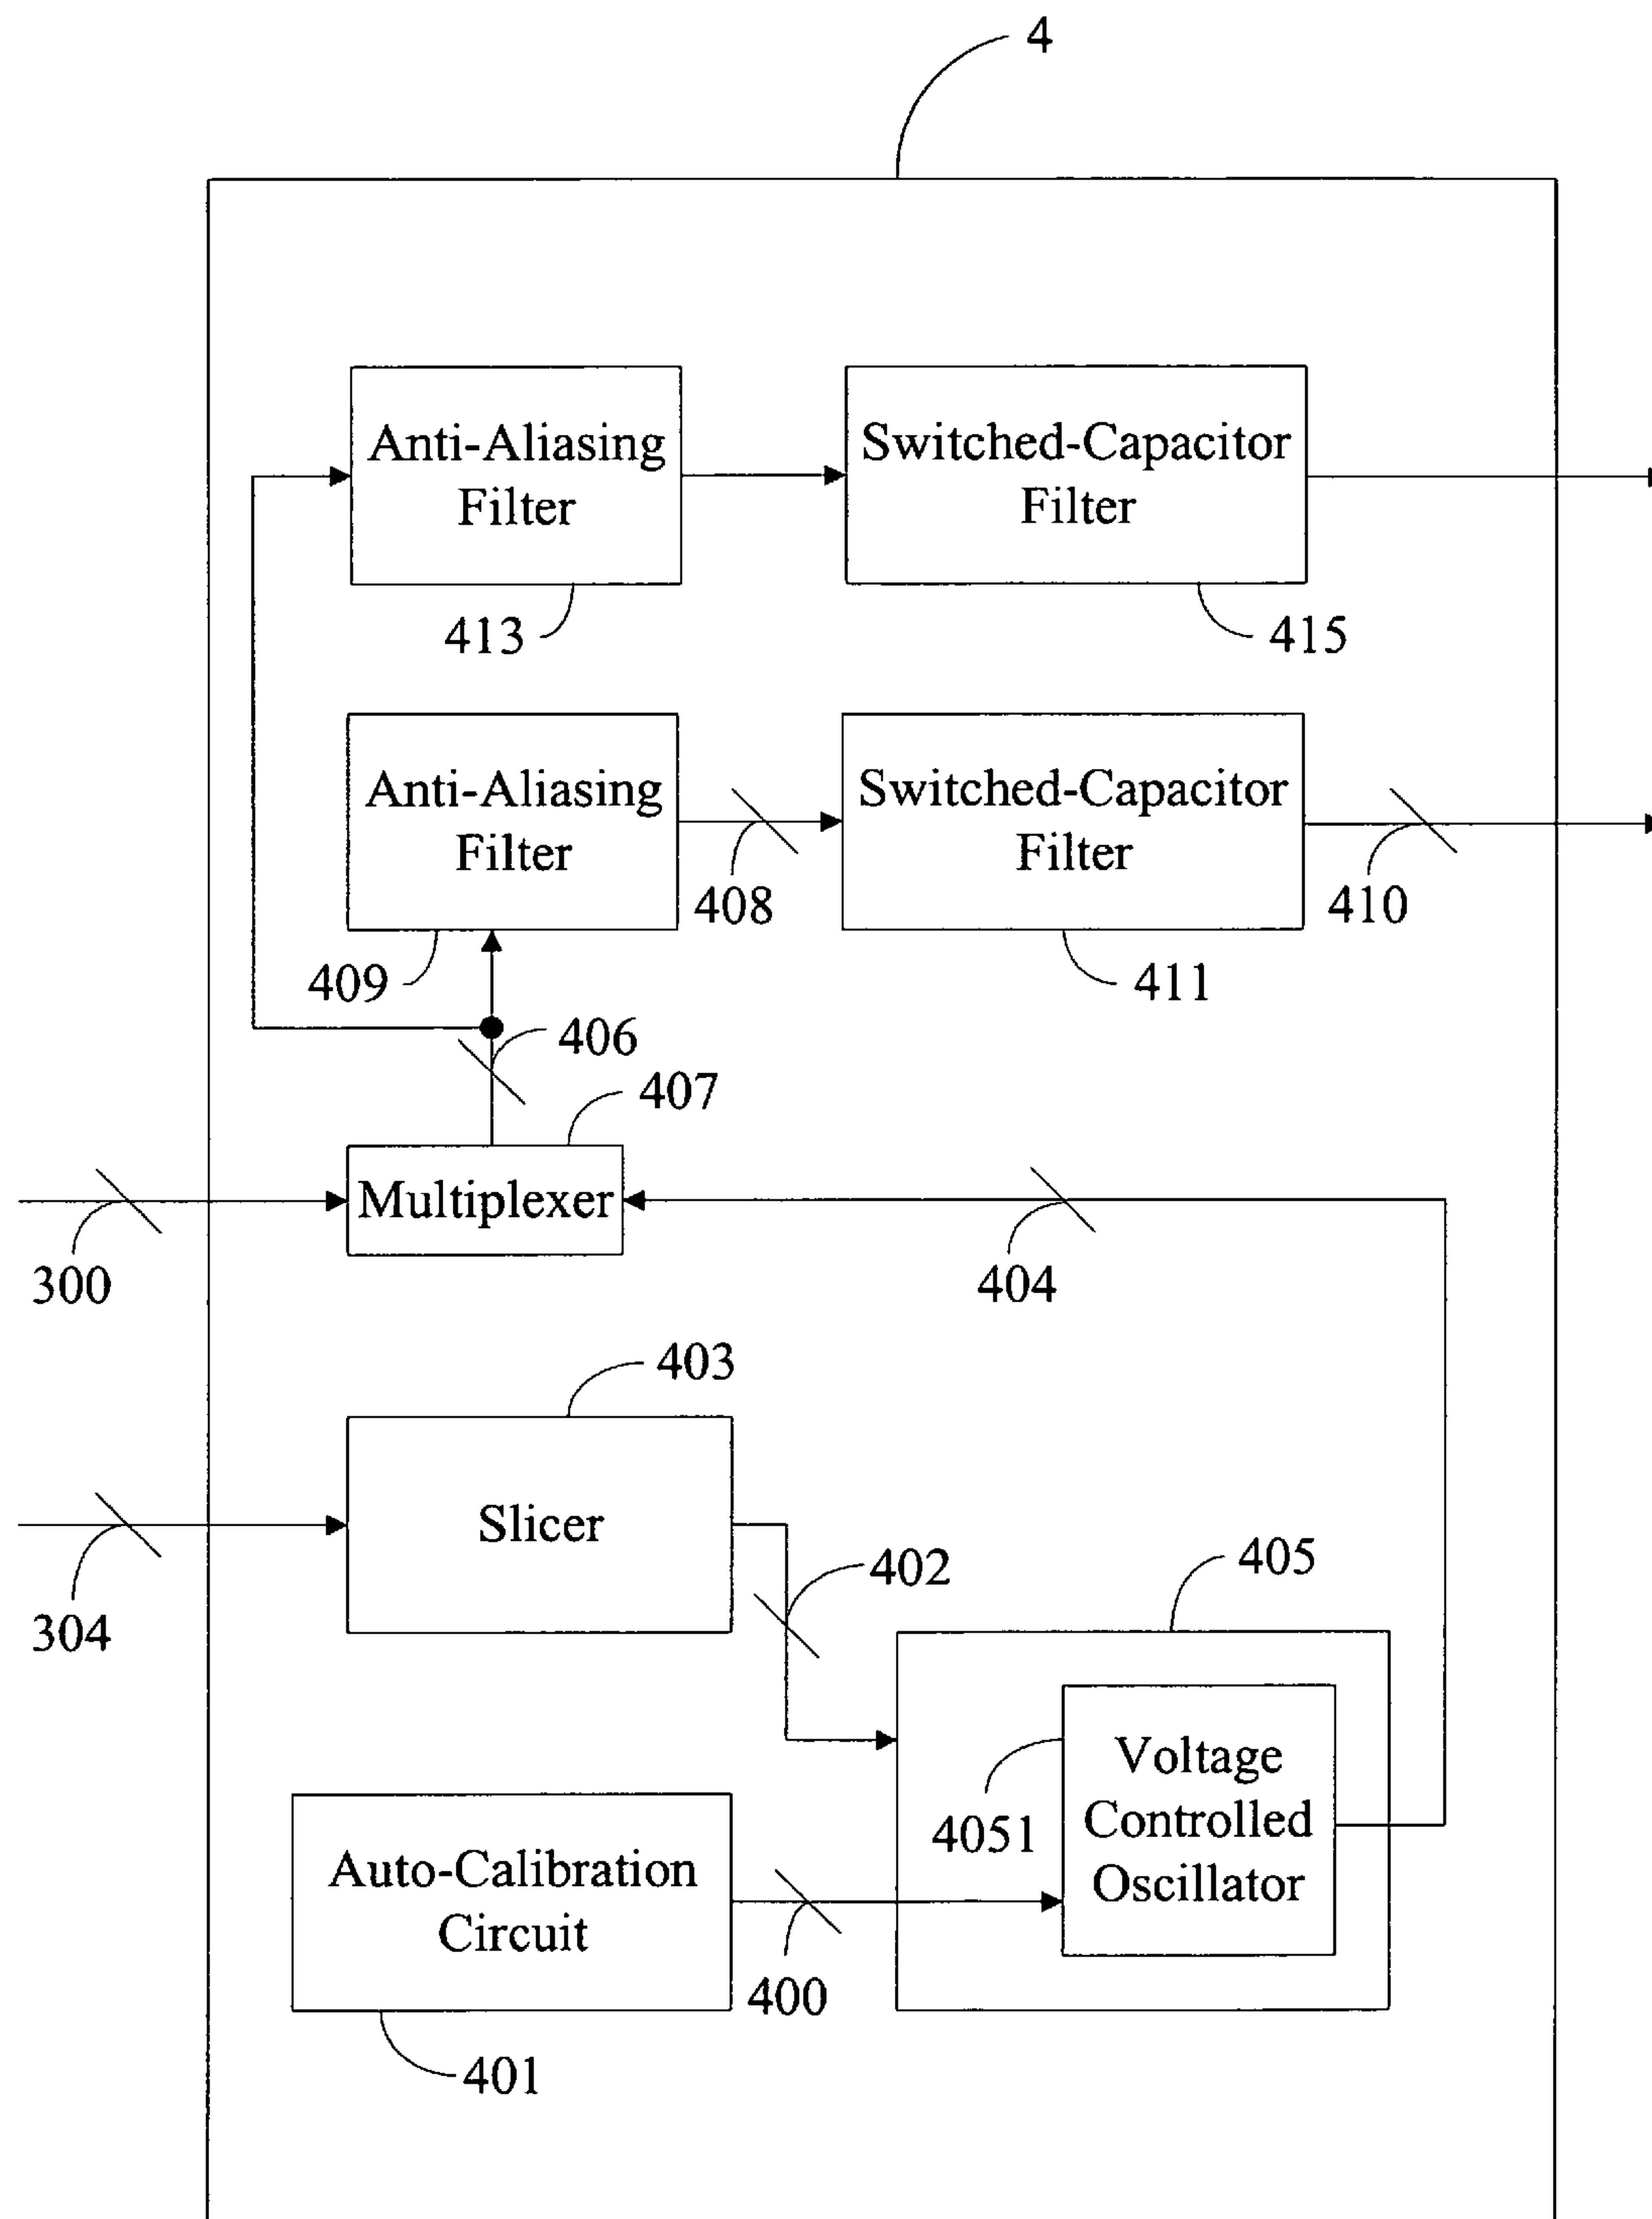 4
Anti-Aliasing
Filter
Switched-Capacitor
Filter
413
415
Anti-Aliasing
Filter
Switched-Capacitor
Filter
408
410
409
411
406
407
Multiplexer
300
404
403
Slicer
304
402
405
Voltage
Controlled
Oscillator
4051
Auto-Calibration
Circuit
400
401